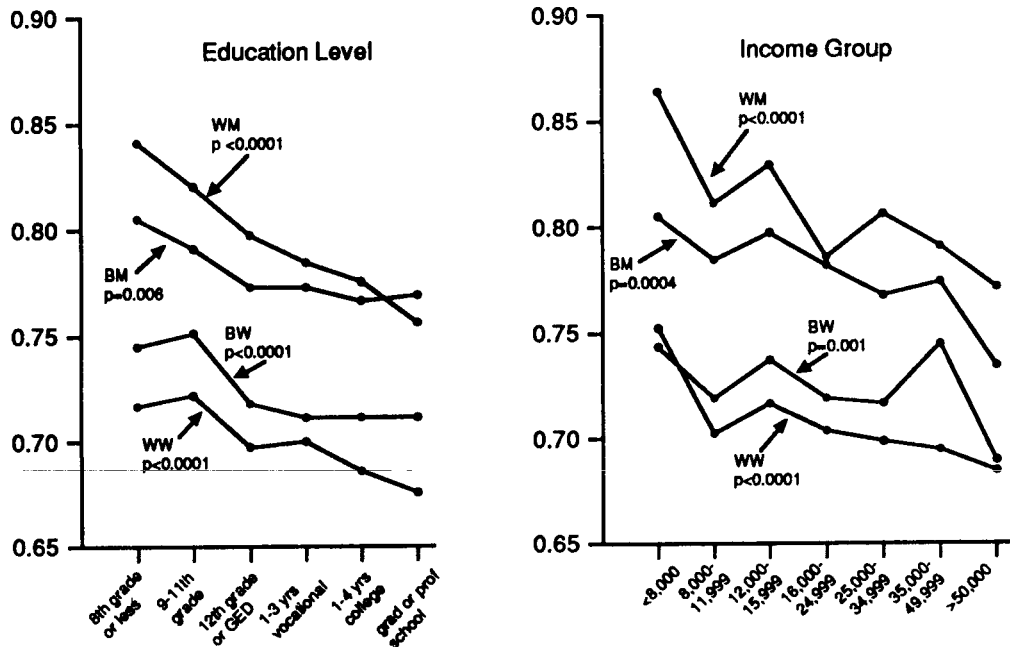 Education Level
0.90
0.85
0.80
0.75
0.70
0.65
WM
p <0.0001
BM
p=0.006
BW
p<0.0001
WW
p<0.0001
8th grade
or less
9-11th
grade
12th grade
or GED
1-3 yrs
vocational
1-4 yrs
college
grad or prof
school
Income Group
0.90
0.85
0.80
0.75
0.70
0.65
WM
p<0.0001
BM
p=0.0004
BW
p=0.001
WW
p<0.0001
<8,000
8,000-
11,999
12,000-
15,999
16,000-
24,999
25,000-
34,999
35,000-
49,999
>50,000